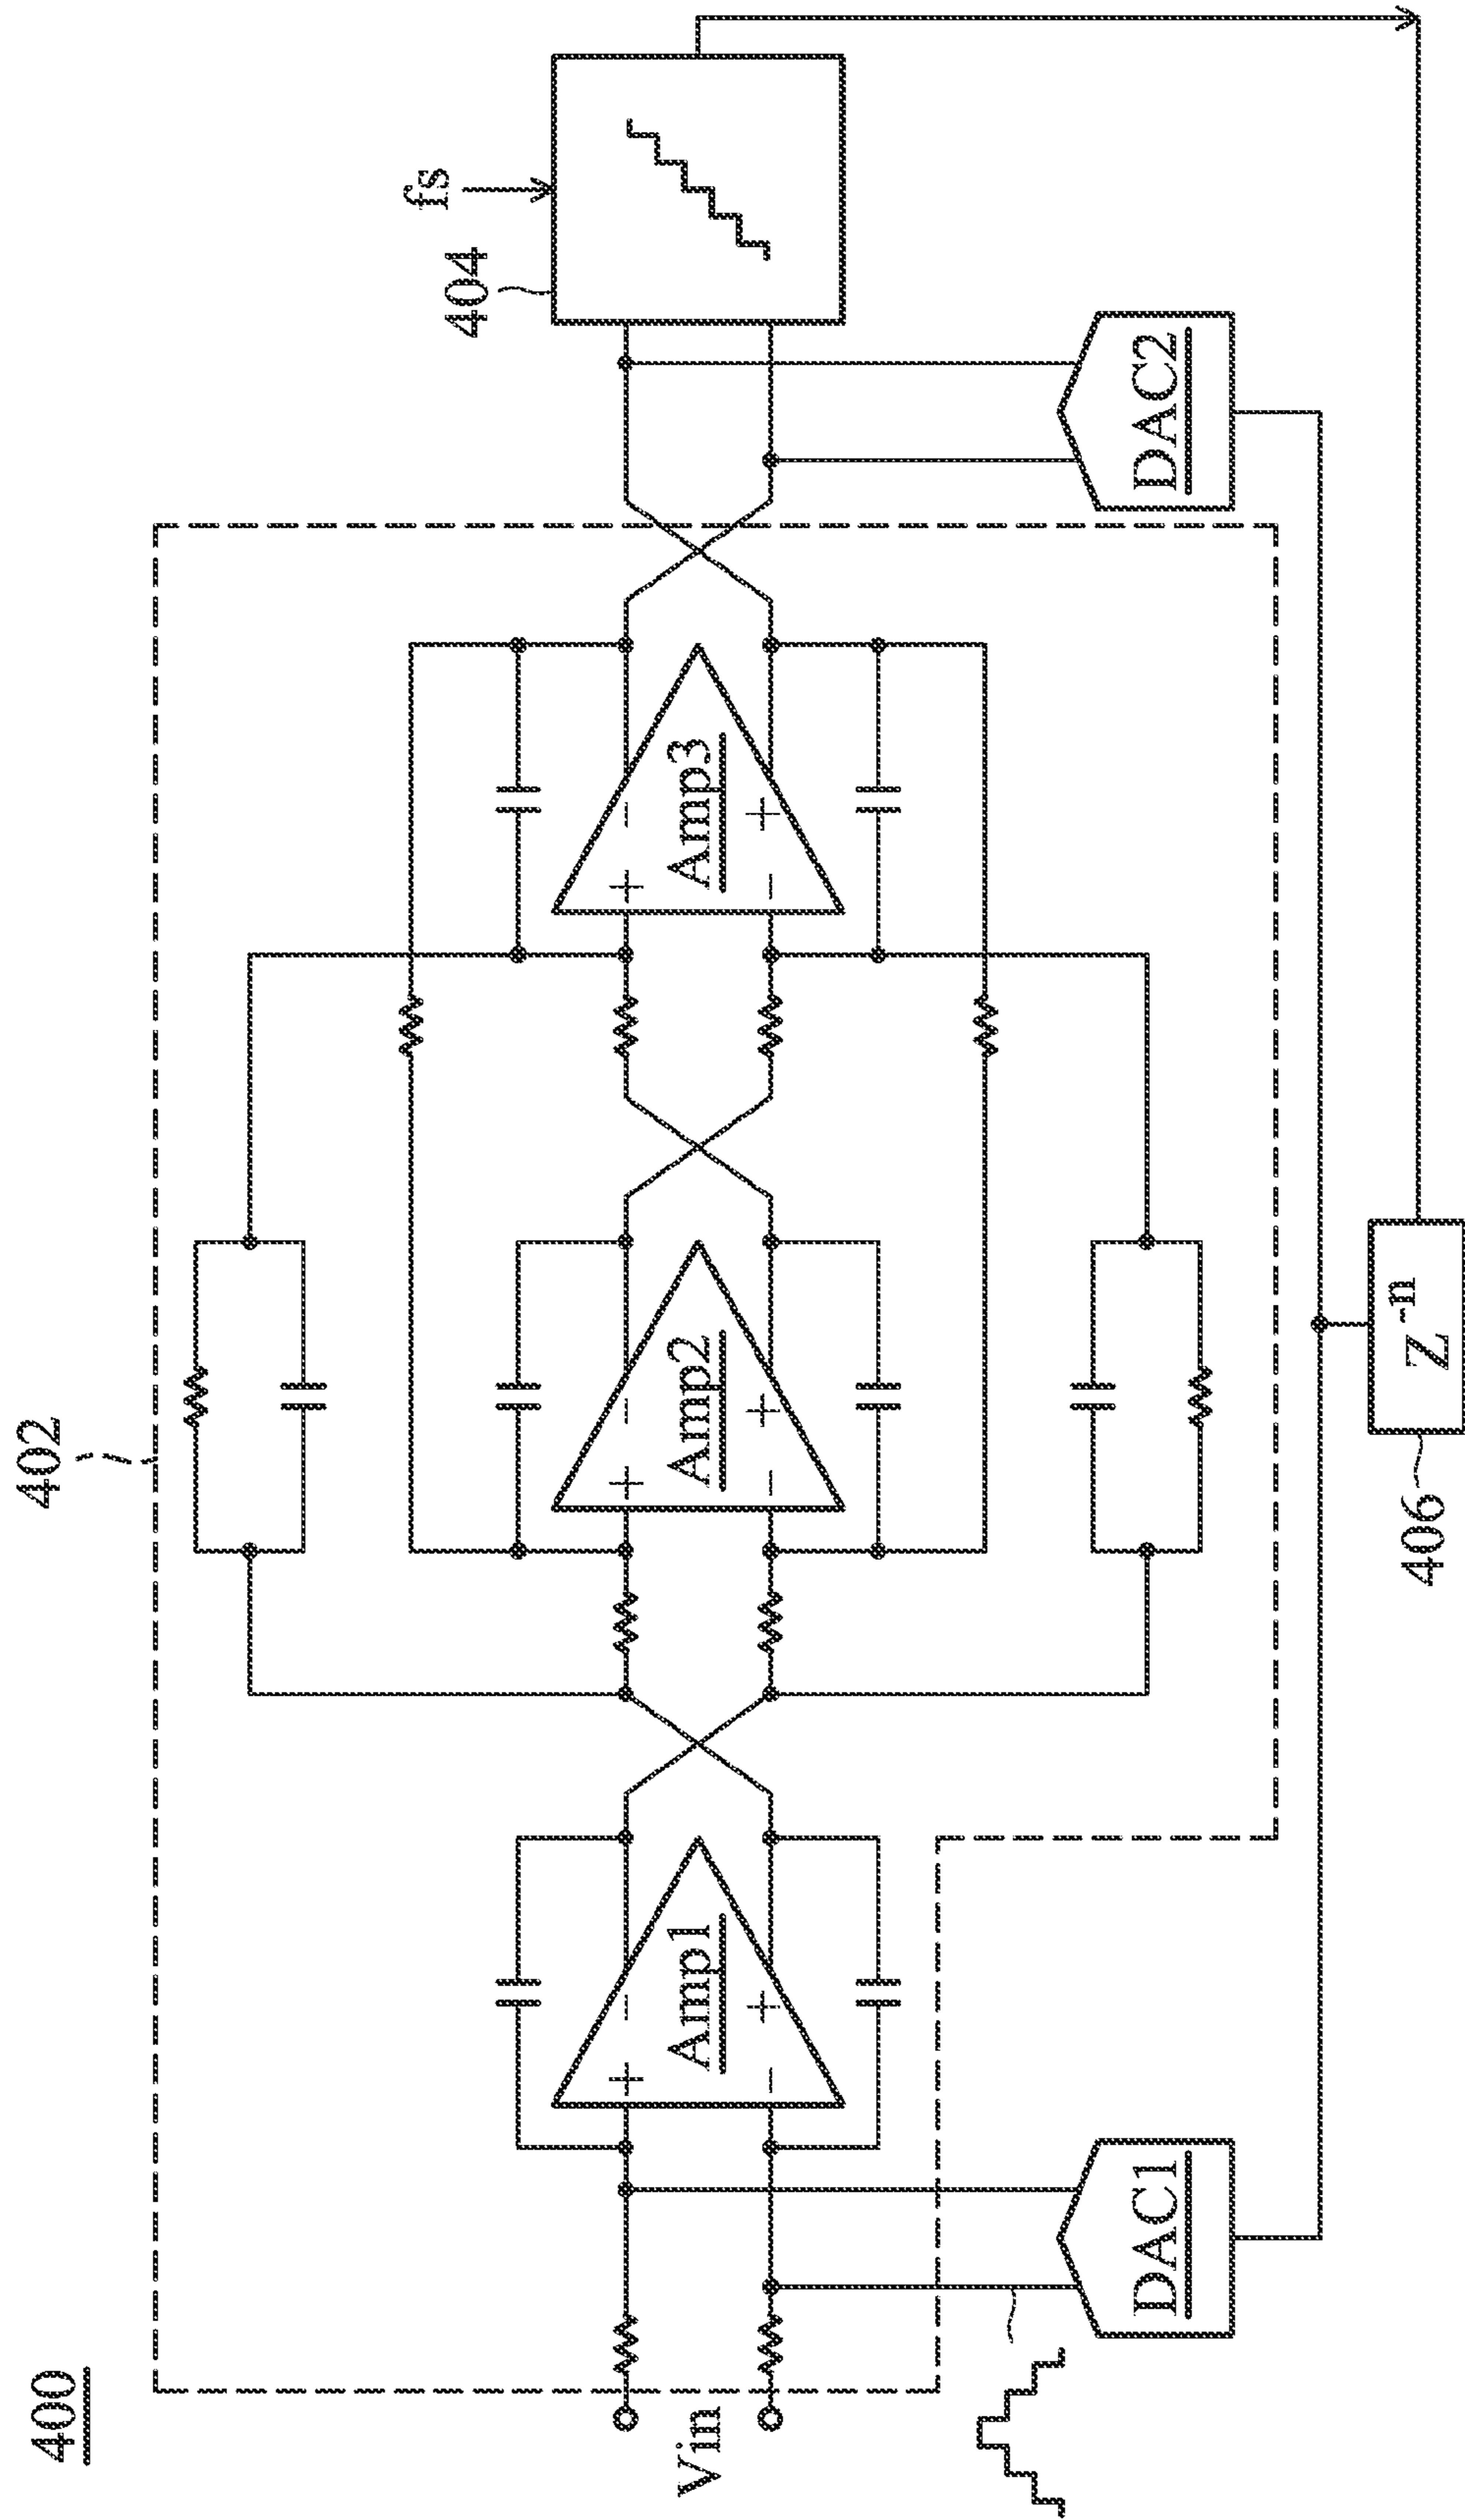 400
402
404
fs
Vin
+
−
−
+
Amp1
+
−
−
+
Amp2
+
−
−
+
Amp3
DAC1
DAC2
Z⁻ⁿ
406